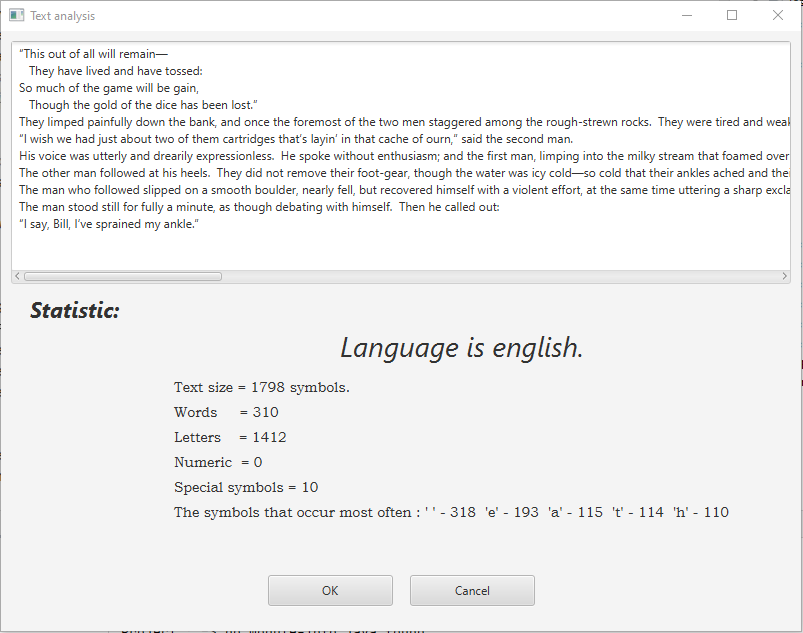 Text analysis
“This out of all will remain—
They have lived and have tossed:
So much of the game will be gain,
Though the gold of the dice has been lost.”
They limped painfully down the bank, and once the foremost of the two men staggered among the rough-strewn rocks.  They were tired and weak
“I wish we had just about two of them cartridges that’s layin’ in that cache of ourn,” said the second man.
His voice was utterly and drearily expressionless.  He spoke without enthusiasm; and the first man, limping into the milky stream that foamed over
The other man followed at his heels.  They did not remove their foot-gear, though the water was icy cold—so cold that their ankles ached and
The man who followed slipped on a smooth boulder, nearly fell, but recovered himself with a violent effort, at the same time uttering a sharp
The man stood still for fully a minute, as though debating with himself.  Then he called out:
“I say, Bill, I’ve sprained my ankle.”
Statistic:
Language is english.
Text size = 1798 symbols.
Words = 310
Letters = 1412
Numeric = 0
Special symbols = 10
The symbols that occur most often : ' ' - 318  'e' - 193  'a' - 115  't' - 114  'h' - 110
OK Cancel